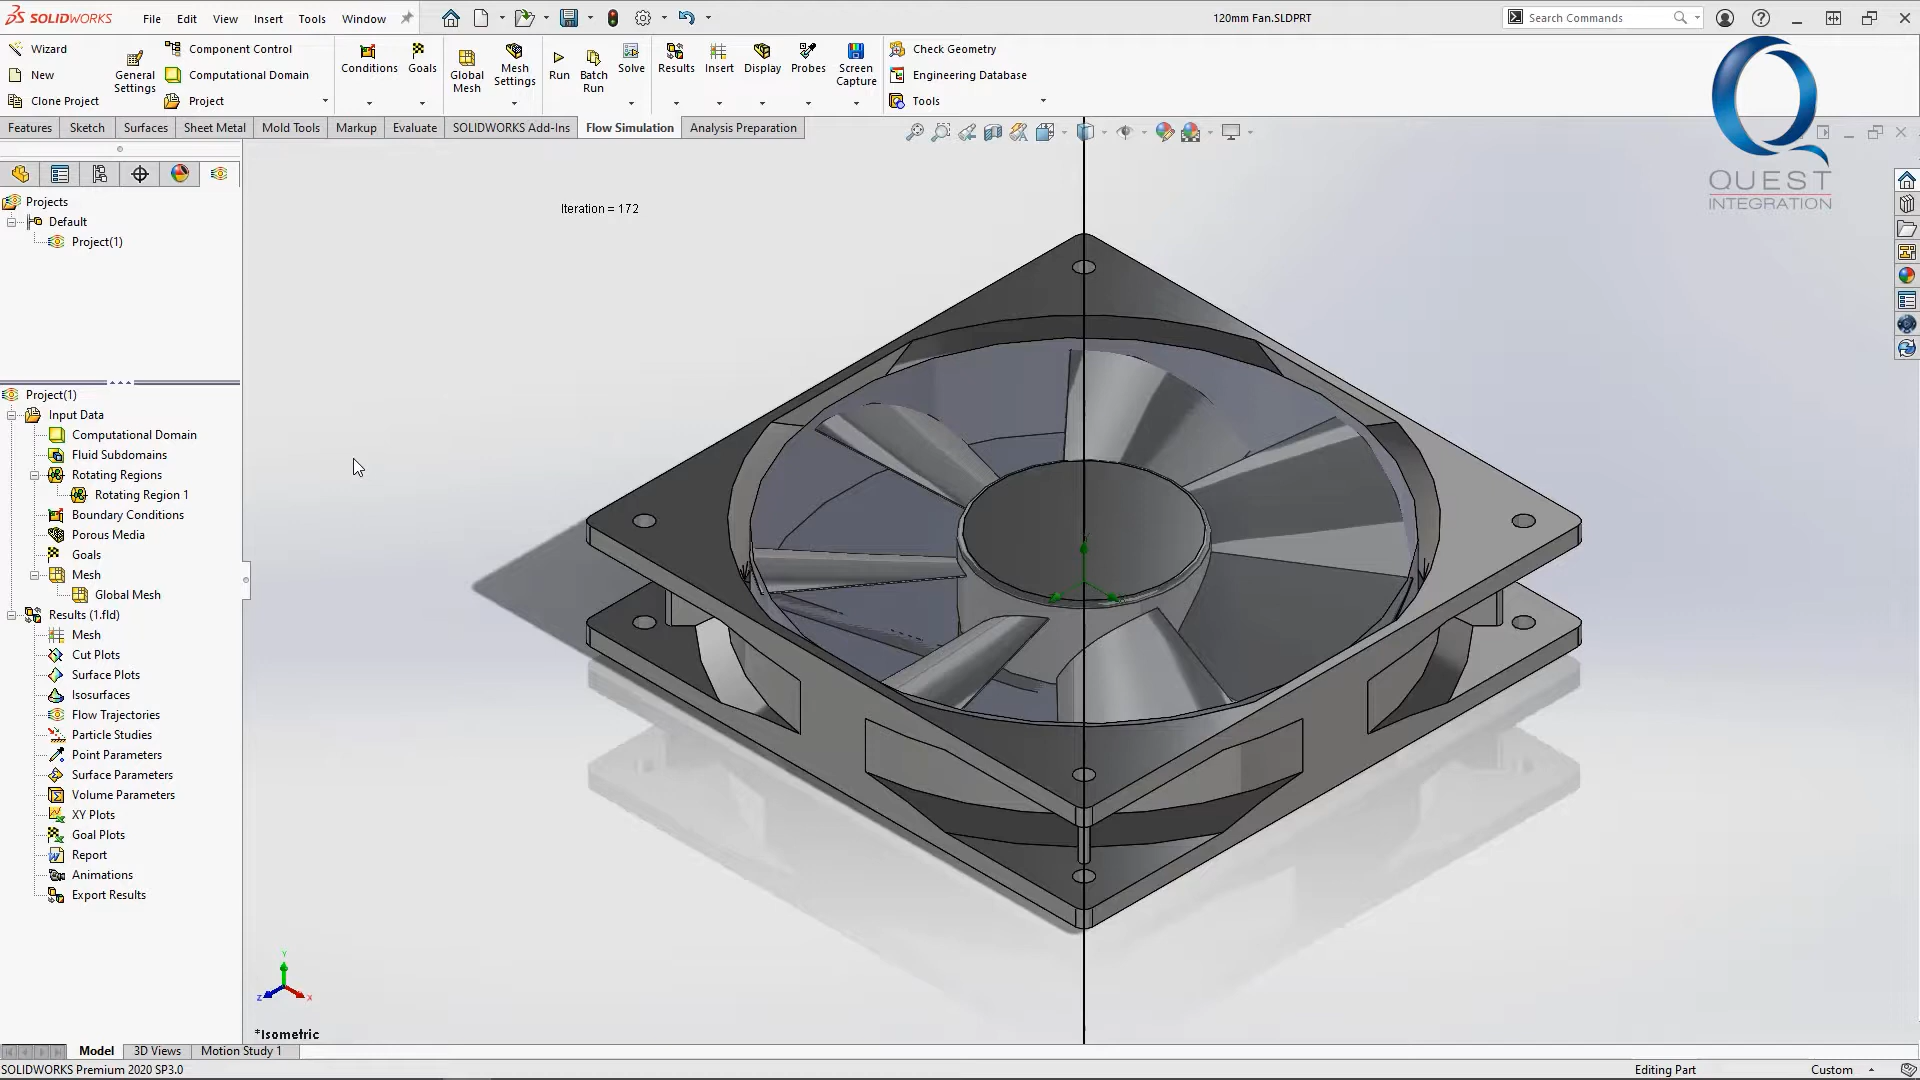 SOLIDWORKS File Edit View Insert Tools Window 120mm Fan.SLDPRT Search Commands
Wizard
New
Clone Project
General Settings
Component Control
Computational Domain
Project
Conditions
Goals
Global Mesh
Mesh Settings
Run
Batch Run
Solve
Results
Insert
Display
Probes
Screen Capture
Check Geometry
Engineering Database
Tools
Features Sketch Surfaces Sheet Metal Mold Tools Markup Evaluate SOLIDWORKS Add-Ins Flow Simulation Analysis Preparation
QUEST
INTEGRATION
Projects
Default
Project(1)
Iteration = 172
Project(1)
Input Data
Computational Domain
Fluid Subdomains
Rotating Regions
Rotating Region 1
Boundary Conditions
Porous Media
Goals
Mesh
Global Mesh
Results (1.fld)
Mesh
Cut Plots
Surface Plots
Isosurfaces
Flow Trajectories
Particle Studies
Point Parameters
Surface Parameters
Volume Parameters
XY Plots
Goal Plots
Report
Animations
Export Results
Y
Z
X
*Isometric
Model 3D Views Motion Study 1
SOLIDWORKS Premium 2020 SP3.0 Editing Part Custom